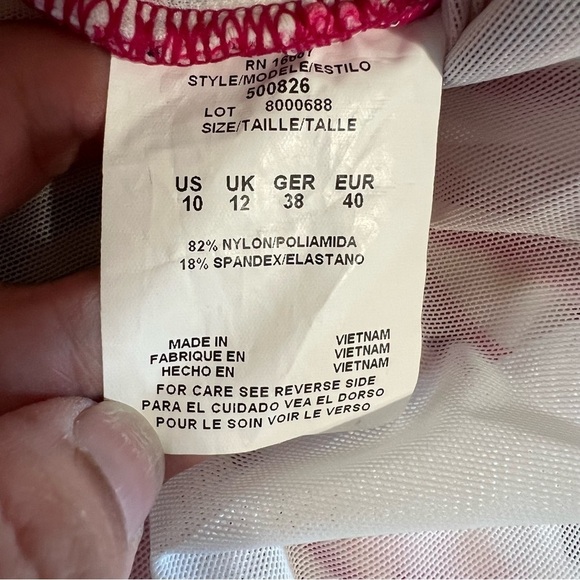 RN
STYLE/MODELE/ESTILO
500826
LOT 8000688
SIZE/TAILLE/TALLE
US UK GER EUR
10 12 38 40
82% NYLON/POLIAMIDA
18% SPANDEX/ELASTANO
MADE IN VIETNAM
FABRIQUE EN VIETNAM
HECHO EN VIETNAM
FOR CARE SEE REVERSE SIDE
PARA EL CUIDADO VEA EL DORSO
POUR LE SOIN VOIR LE VERSO